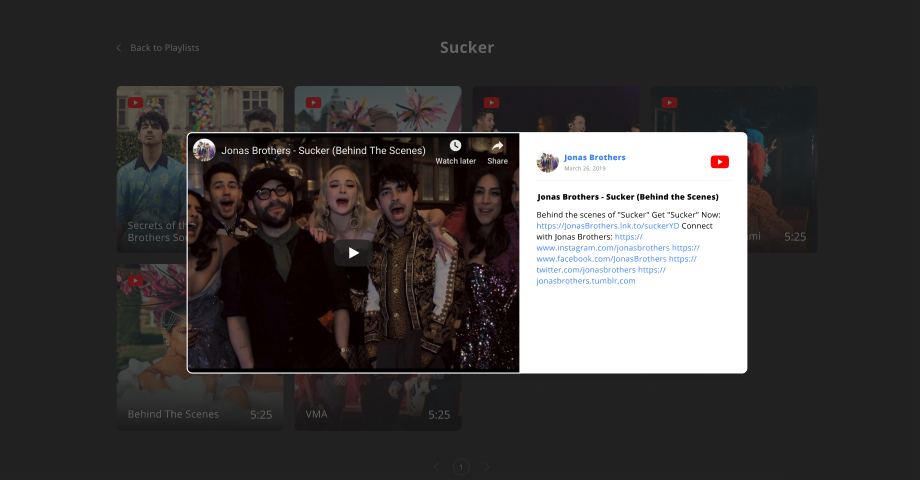 Back to Playlists
Sucker
Jonas Brothers - Sucker (Behind The Scenes)
Watch later
Share
Jonas Brothers
March 26, 2019
Jonas Brothers - Sucker (Behind the Scenes)
Behind the scenes of "Sucker" Get "Sucker" Now:
https://JonasBrothers.lnk.to/suckerYD Connect
with Jonas Brothers: https://
www.instagram.com/jonasbrothers https://
www.facebook.com/JonasBrothers https://
twitter.com/jonasbrothers https://
jonasbrothers.tumblr.com
Secrets of th
Brothers So
mi
5:25
Behind The Scenes
5:25
VMA
5:25
1